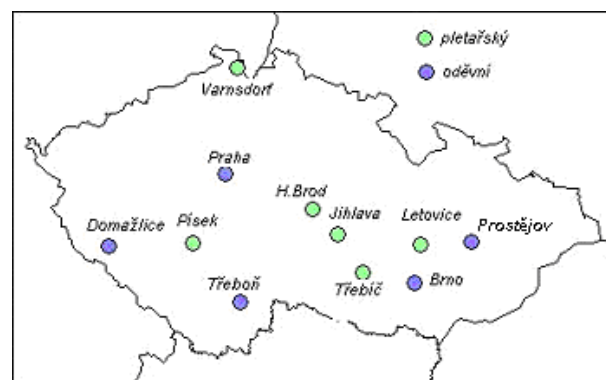 pletařský
oděvní
Varnsdorf
Praha
H.Brod
Jihlava
Letovice
Prostějov
Domažlice
Písek
Třeboň
Třebíč
Brno